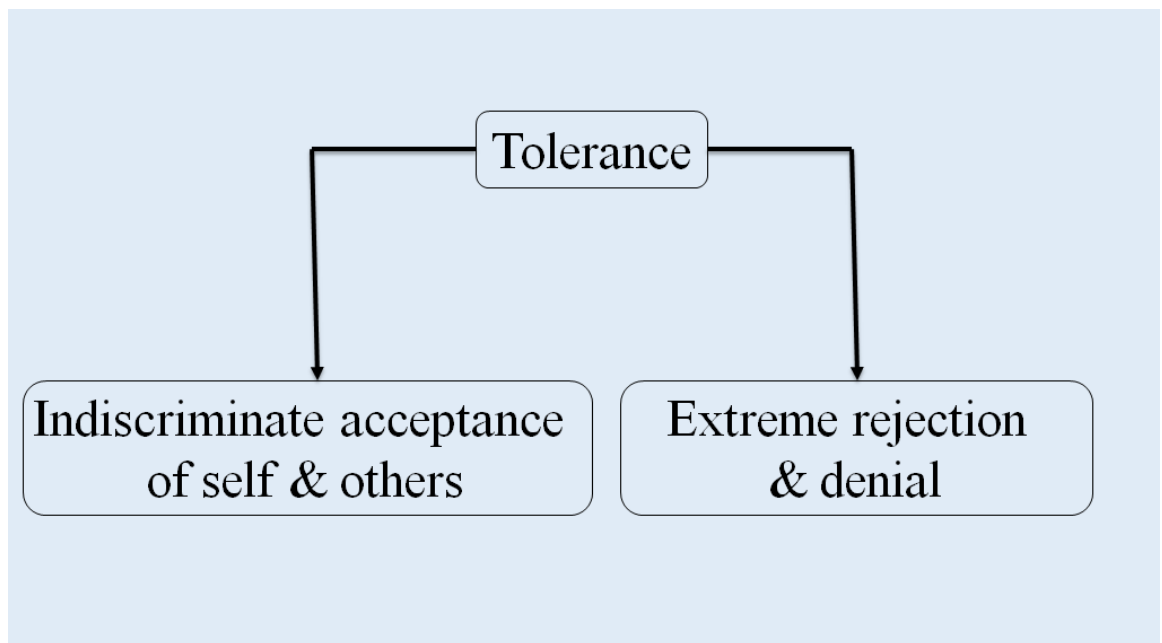 Tolerance
Indiscriminate acceptance
of self & others
Extreme rejection
& denial